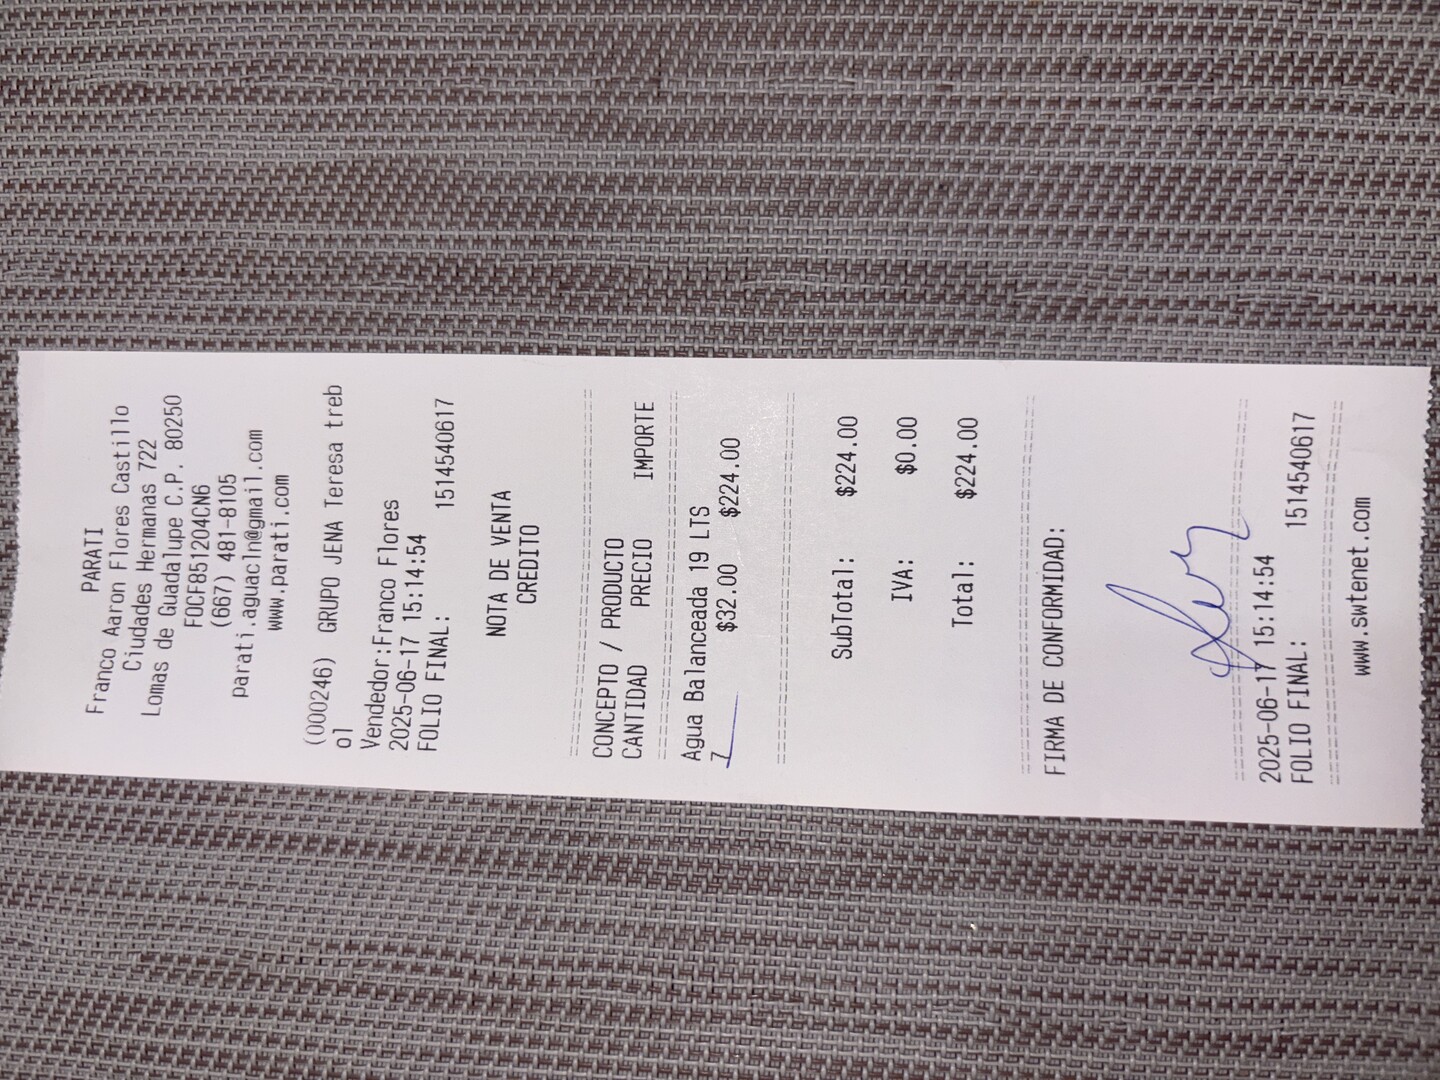 PARATI
Franco Aaron Flores Castillo
Ciudades Hermanas 722
Lomas de Guadalupe C.P. 80250
FOCF851204CN6
(667) 481-8105
parati.aguacln@gmail.com
www.parati.com
(000246) GRUPO JENA Teresa treb
ol
Vendedor:Franco Flores
2025-06-17 15:14:54
FOLIO FINAL: 1514540617
NOTA DE VENTA
CREDITO
CONCEPTO / PRODUCTO
CANTIDAD PRECIO IMPORTE
Agua Balanceada 19 LTS
7 $32.00 $224.00
SubTotal: $224.00
IVA: $0.00
Total: $224.00
FIRMA DE CONFORMIDAD:
2025-06-17 15:14:54
FOLIO FINAL: 1514540617
www.swtenet.com